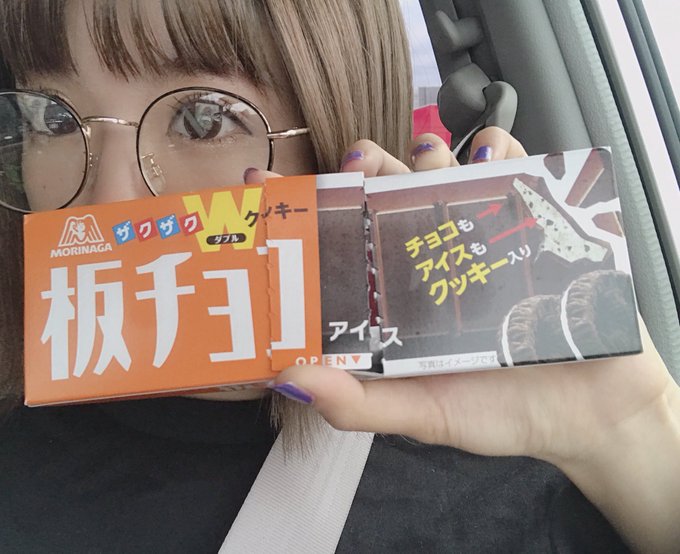 MORINAGA
ザクザク
Wクッキー
ダブル
板チョコ
アイス
OPEN▼
チョコも
アイスも
クッキー入り
写真はイメージです